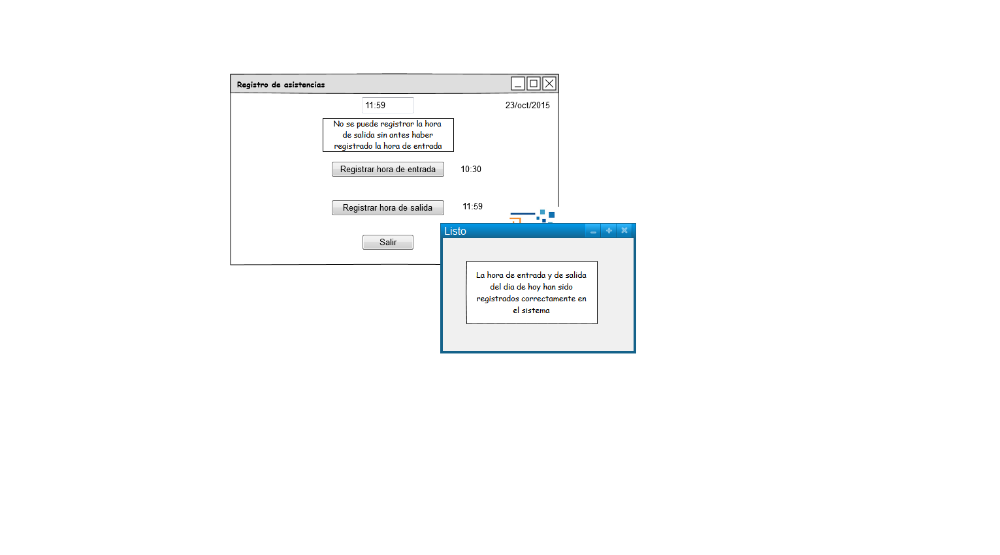 Registro de asistencias
11:59
23/oct/2015
No se puede registrar la hora
de salida sin antes haber
registrado la hora de entrada
Registrar hora de entrada
10:30
Registrar hora de salida
11:59
Salir
Listo
La hora de entrada y de salida
del dia de hoy han sido
registrados correctamente en
el sistema